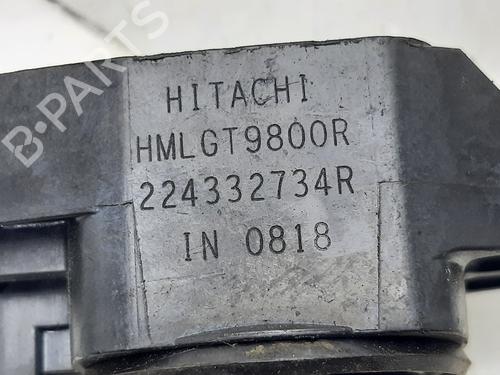 B-PARTS
HITACHI
HMLGT9800R
224332734R
IN 0818